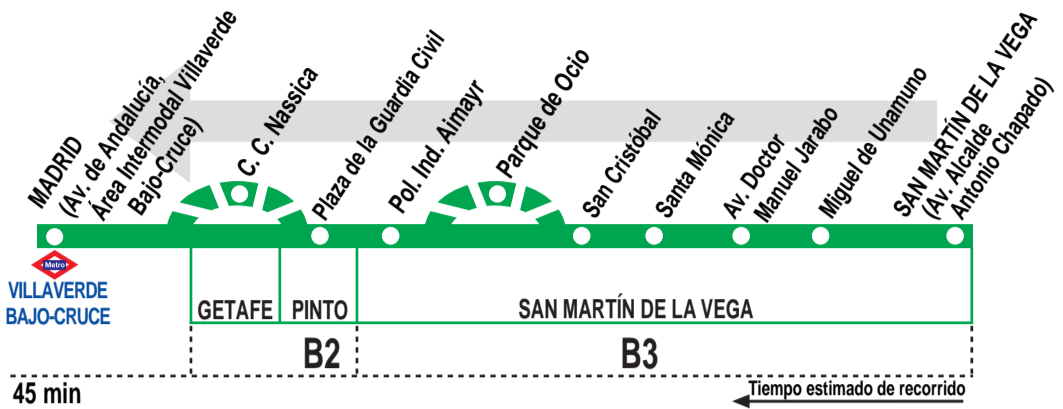 MADRID
(Av. de Andalucía,
Área Intermodal Villaverde
Bajo-Cruce)
C. C. Nassica
Plaza de la Guardia Civil
Pol. Ind. Aimayr
Parque de Ocio
San Cristóbal
Santa Mónica
Av. Doctor
Manuel Jarabo
Miguel de Unamuno
SAN MARTÍN DE LA VEGA
(Av. Alcalde
Antonio Chapado)
Metro
VILLAVERDE
BAJO-CRUCE
GETAFE
PINTO
SAN MARTÍN DE LA VEGA
B2
B3
45 min
Tiempo estimado de recorrido